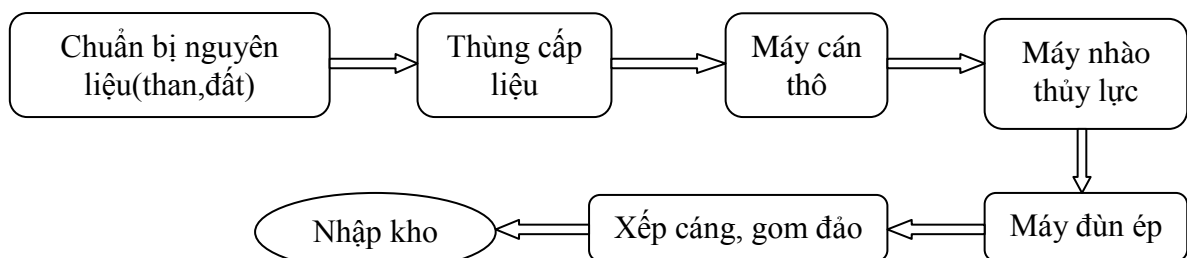 Chuẩn bị nguyên
liệu(than,đất)
Thùng cấp
liệu
Máy cán
thô
Máy nhào
thủy lực
Máy đùn ép
Xếp cáng, gom đảo
Nhập kho